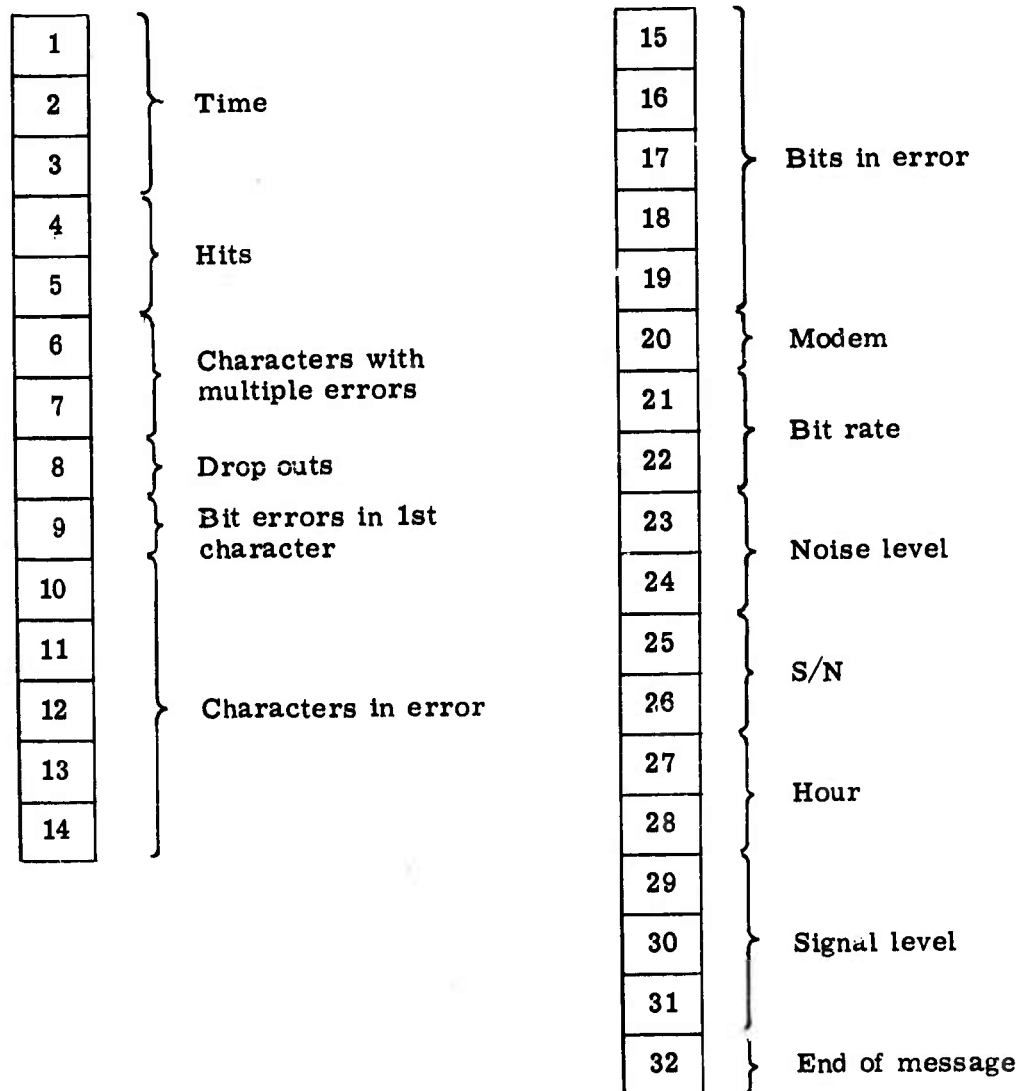 1
2
3
Time
4
5
Hits
6
7
Characters with
multiple errors
8
Drop outs
9
Bit errors in 1st
character
10
11
12
13
14
Characters in error
15
16
17
18
19
Bits in error
20
Modem
21
22
Bit rate
23
24
Noise level
25
26
S/N
27
28
Hour
29
30
31
Signal level
32
End of message